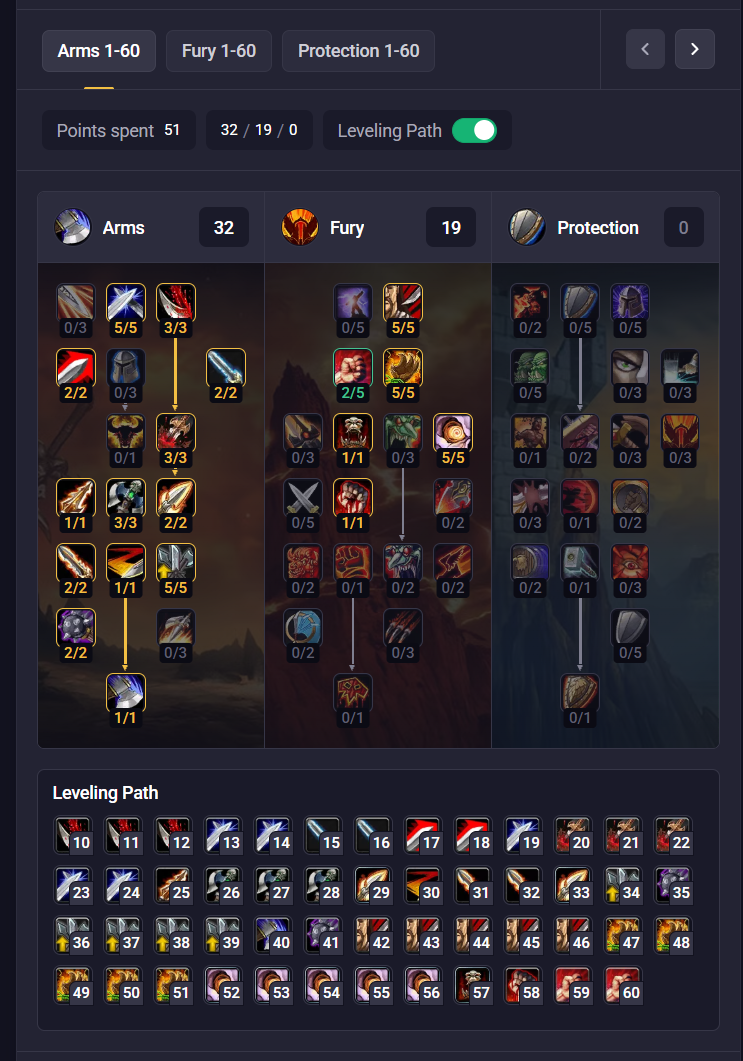 Arms 1-60 Fury 1-60 Protection 1-60
Points spent 51 32 / 19 / 0 Leveling Path
Arms 32 Fury 19 Protection 0
0/3 5/5 3/3 0/5 5/5 0/2 0/5 0/5
2/2 0/3 2/2 2/5 5/5 0/5 0/3 0/3
0/1 3/3 0/3 1/1 0/3 5/5 0/1 0/2 0/3 0/3
1/1 3/3 2/2 0/5 1/1 0/2 0/3 0/1 0/2
2/2 1/1 5/5 0/2 0/1 0/2 0/2 0/2 0/1 0/3
2/2 0/3 0/2 0/3 0/5
1/1 0/1 0/1
Leveling Path
10 11 12 13 14 15 16 17 18 19 20 21 22
23 24 25 26 27 28 29 30 31 32 33 34 35
36 37 38 39 40 41 42 43 44 45 46 47 48
49 50 51 52 53 54 55 56 57 58 59 60